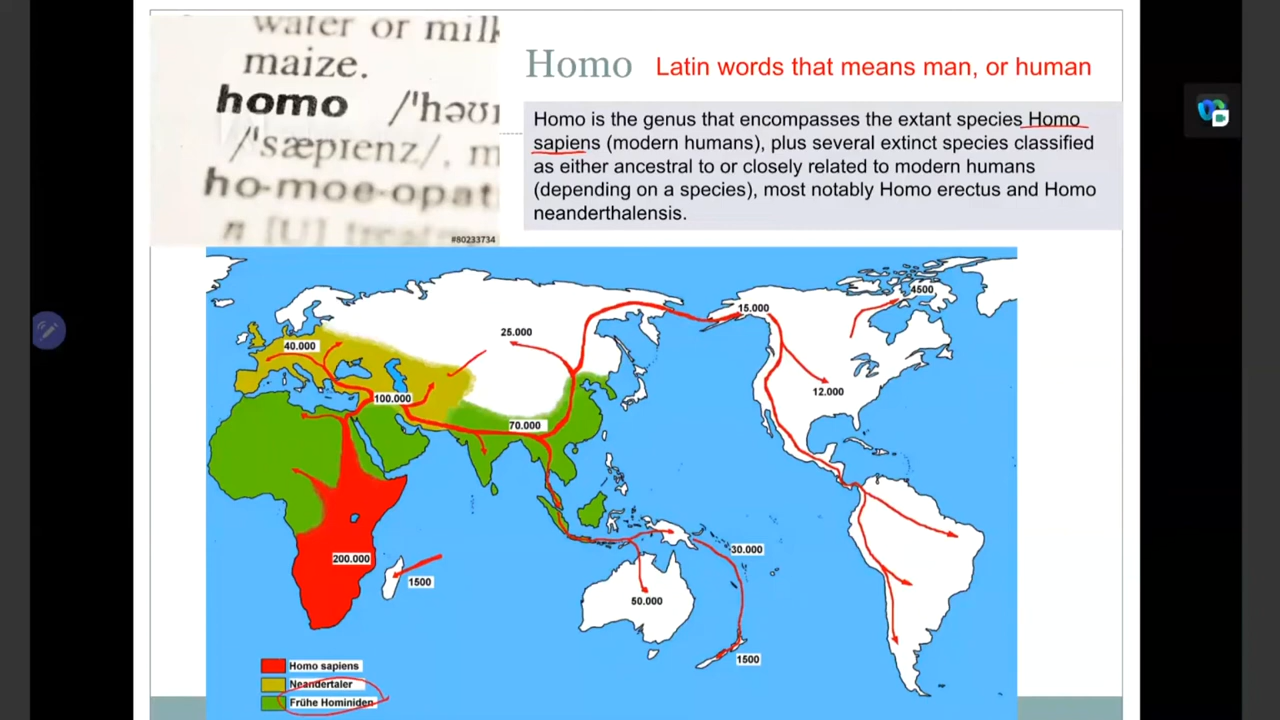 water or milk
maize.
homo /ˈhəʊ
/ˈsæpɪenz/, m
ho-moe-opat
n [U] treat
#80233734
Homo Latin words that means man, or human
Homo is the genus that encompasses the extant species Homo
sapiens (modern humans), plus several extinct species classified
as either ancestral to or closely related to modern humans
(depending on a species), most notably Homo erectus and Homo
neanderthalensis.
4500
15.000
25.000
40.000
12.000
100.000
70.000
30.000
200.000
1500
50.000
1500
Homo sapiens
Neandertaler
Frühe Hominiden